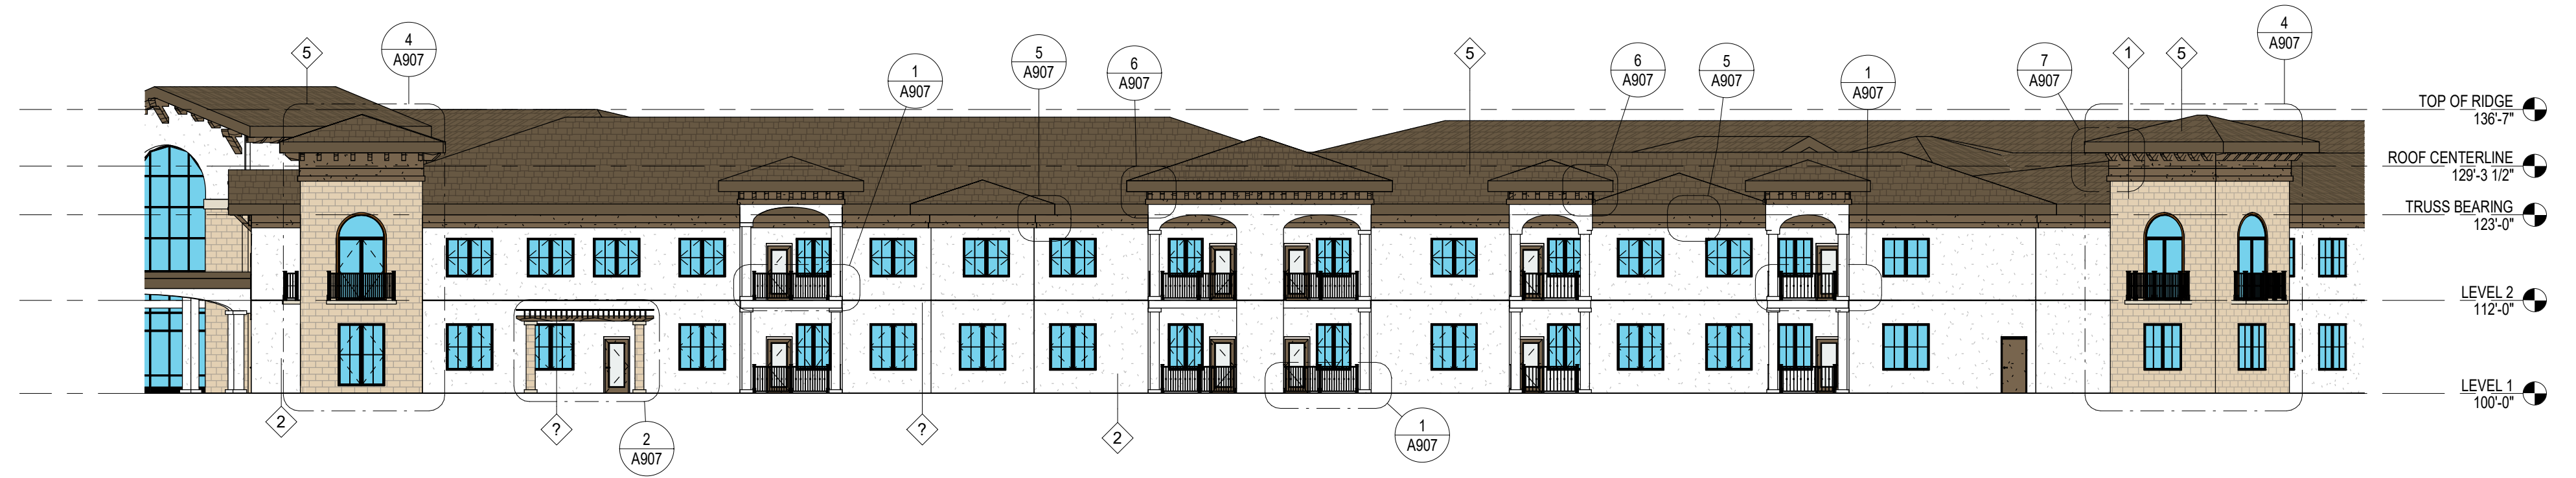 5
4
A907
1
A907
5
A907
6
A907
5
6
A907
5
A907
1
A907
7
A907
1
5
4
A907
TOP OF RIDGE
136'-7"
ROOF CENTERLINE
129'-3 1/2"
TRUSS BEARING
123'-0"
LEVEL 2
112'-0"
LEVEL 1
100'-0"
2
?
2
A907
?
2
1
A907